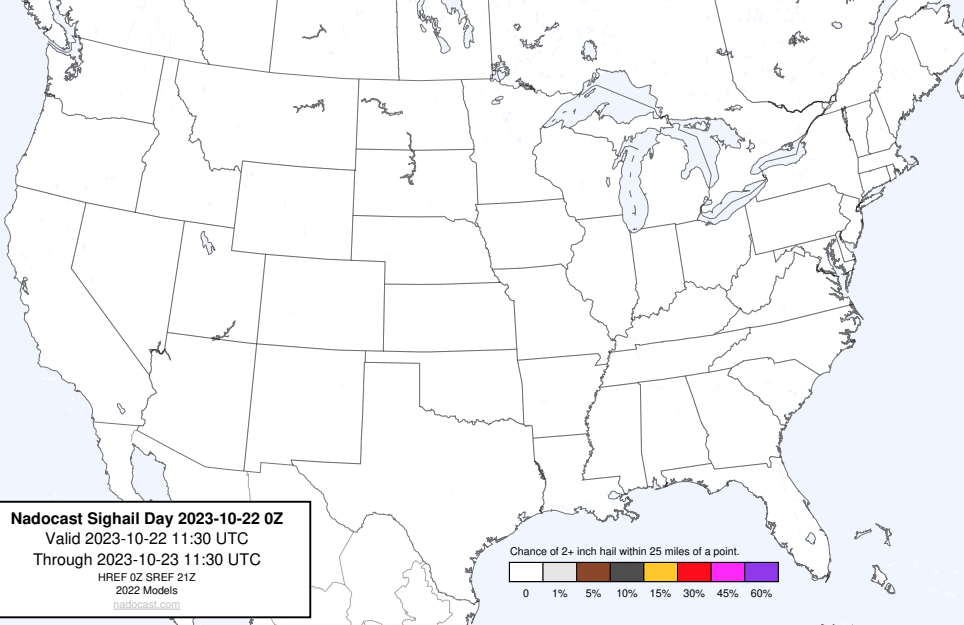 Nadocast Sighail Day 2023-10-22 0Z
Valid 2023-10-22 11:30 UTC
Through 2023-10-23 11:30 UTC
HREF 0Z SREF 21Z
2022 Models
nadocast.com
Chance of 2+ inch hail within 25 miles of a point.
0 1% 5% 10% 15% 30% 45% 60%